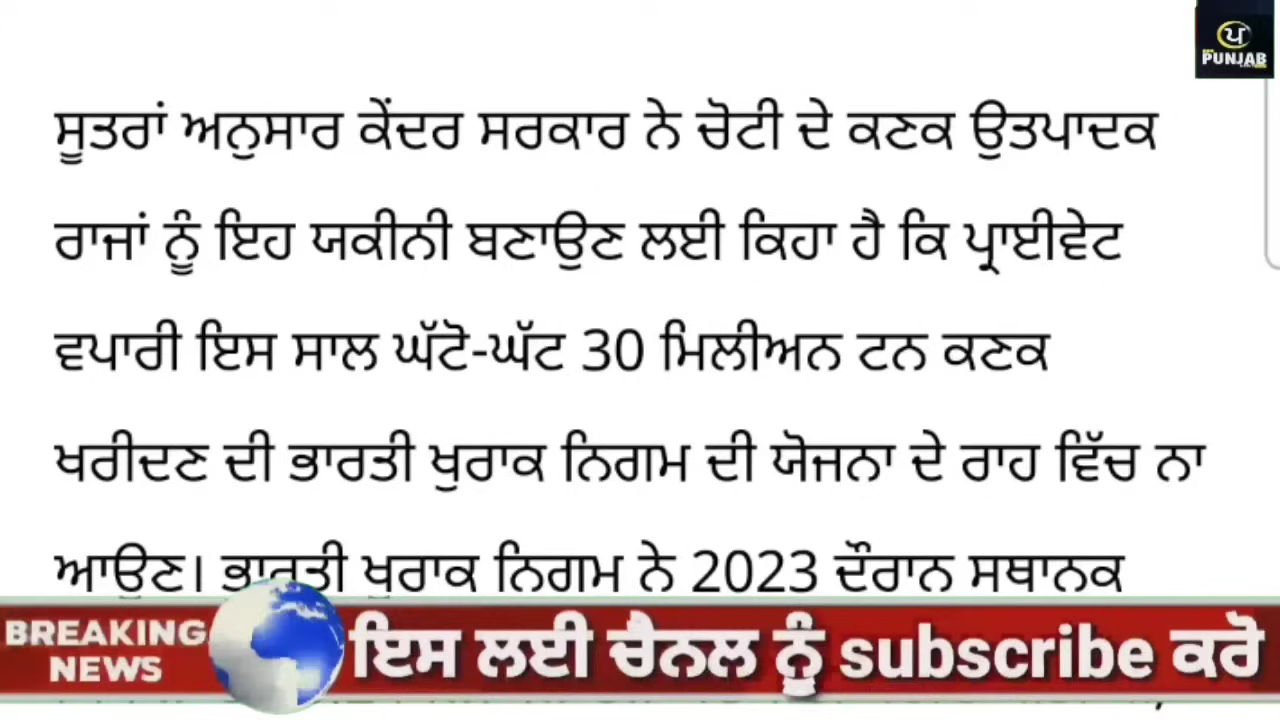 ਪ
PUNJAB
ਸੂਤਰਾਂ ਅਨੁਸਾਰ ਕੇਂਦਰ ਸਰਕਾਰ ਨੇ ਚੋਟੀ ਦੇ ਕਣਕ ਉਤਪਾਦਕ
ਰਾਜਾਂ ਨੂੰ ਇਹ ਯਕੀਨੀ ਬਣਾਉਣ ਲਈ ਕਿਹਾ ਹੈ ਕਿ ਪ੍ਰਾਈਵੇਟ
ਵਪਾਰੀ ਇਸ ਸਾਲ ਘੱਟੋ-ਘੱਟ 30 ਮਿਲੀਅਨ ਟਨ ਕਣਕ
ਖਰੀਦਣ ਦੀ ਭਾਰਤੀ ਖੁਰਾਕ ਨਿਗਮ ਦੀ ਯੋਜਨਾ ਦੇ ਰਾਹ ਵਿੱਚ ਨਾ
ਆਉਣ। ਭਾਰਤੀ ਖੁਰਾਕ ਨਿਗਮ ਨੇ 2023 ਦੌਰਾਨ ਸਥਾਨਕ
BREAKING
NEWS
ਇਸ ਲਈ ਚੈਨਲ ਨੂੰ subscribe ਕਰੋ